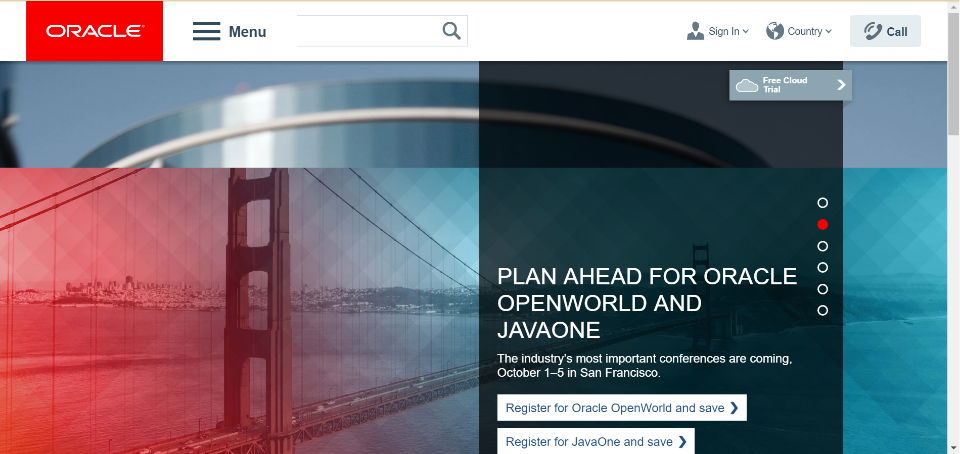 ORACLE
Menu
Sign In
Country
Call
Free Cloud
Trial
PLAN AHEAD FOR ORACLE
OPENWORLD AND
JAVAONE
The industry's most important conferences are coming,
October 1–5 in San Francisco.
Register for Oracle OpenWorld and save
Register for JavaOne and save